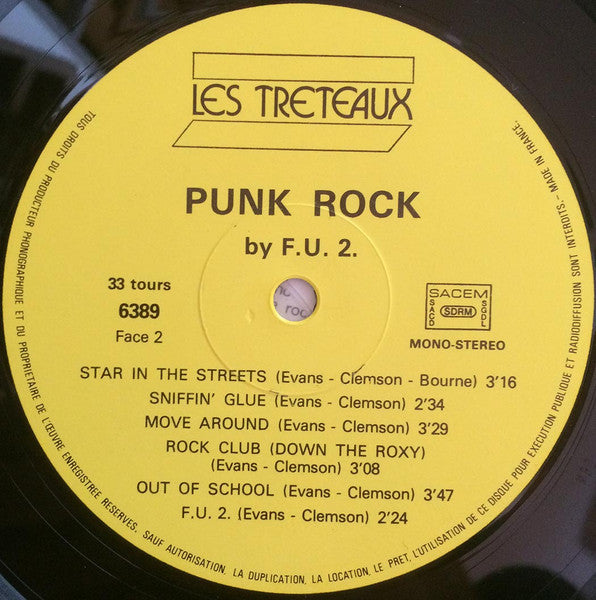 LES TRETEAUX
PUNK ROCK
by F.U. 2.
33 tours
6389
Face 2
SACEM
SACD
SDRM
SGDL
MONO-STEREO
STAR IN THE STREETS (Evans - Clemson - Bourne) 3'16
SNIFFIN' GLUE (Evans - Clemson) 2'34
MOVE AROUND (Evans - Clemson) 3'29
ROCK CLUB (DOWN THE ROXY)
(Evans - Clemson) 3'08
OUT OF SCHOOL (Evans - Clemson) 3'47
F.U. 2. (Evans - Clemson) 2'24
TOUS DROITS DU PRODUCTEUR PHONOGRAPHIQUE ET DU PROPRIETAIRE DE L'ŒUVRE ENREGISTREE RESERVES. SAUF AUTORISATION, LA DUPLICATION, LA LOCATION, LE PRET, L'UTILISATION DE CE DISQUE POUR EXECUTION PUBLIQUE ET RADIODIFFUSION SONT INTERDITS. - MADE IN FRANCE.